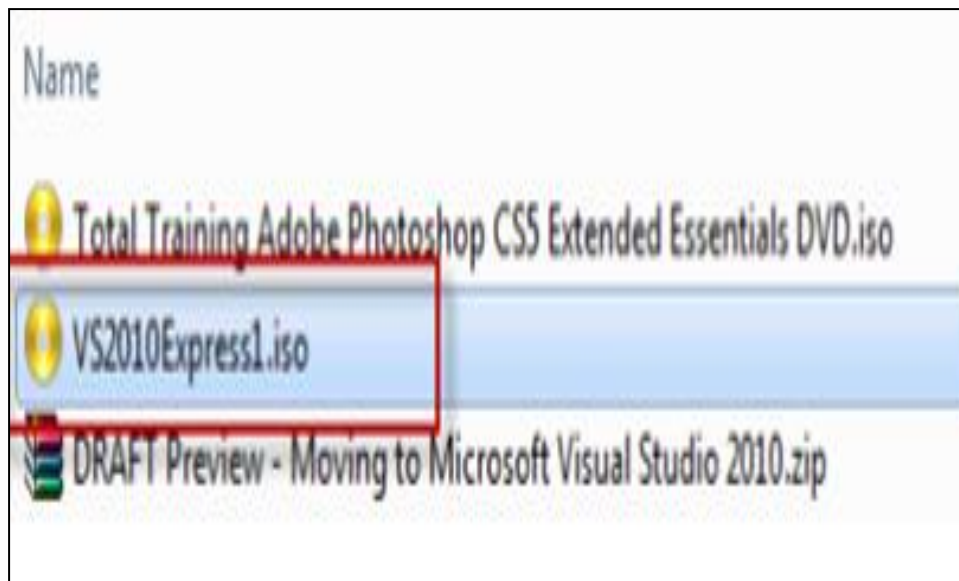 Name
Total Training Adobe Photoshop CS5 Extended Essentials DVD.iso
VS2010Express1.iso
DRAFT Preview - Moving to Microsoft Visual Studio 2010.zip